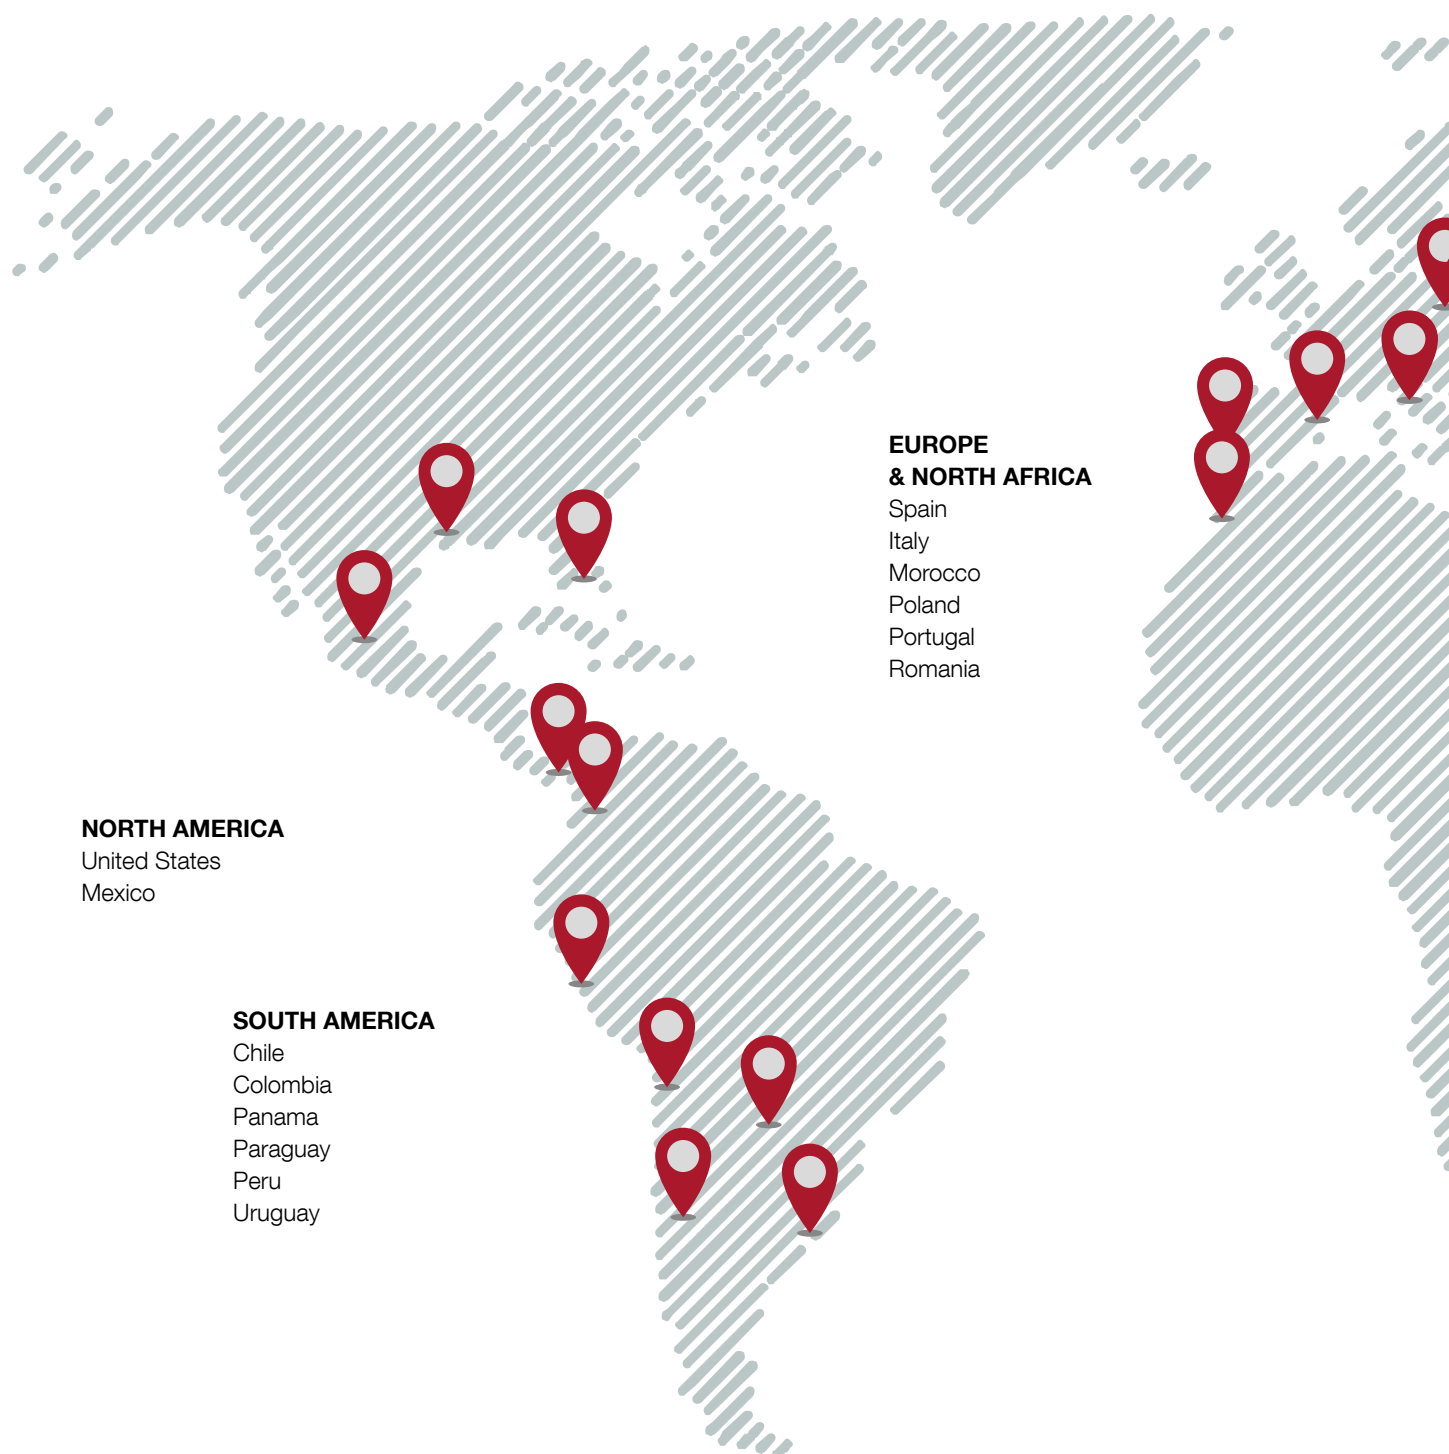 EUROPE
& NORTH AFRICA
Spain
Italy
Morocco
Poland
Portugal
Romania
NORTH AMERICA
United States
Mexico
SOUTH AMERICA
Chile
Colombia
Panama
Paraguay
Peru
Uruguay